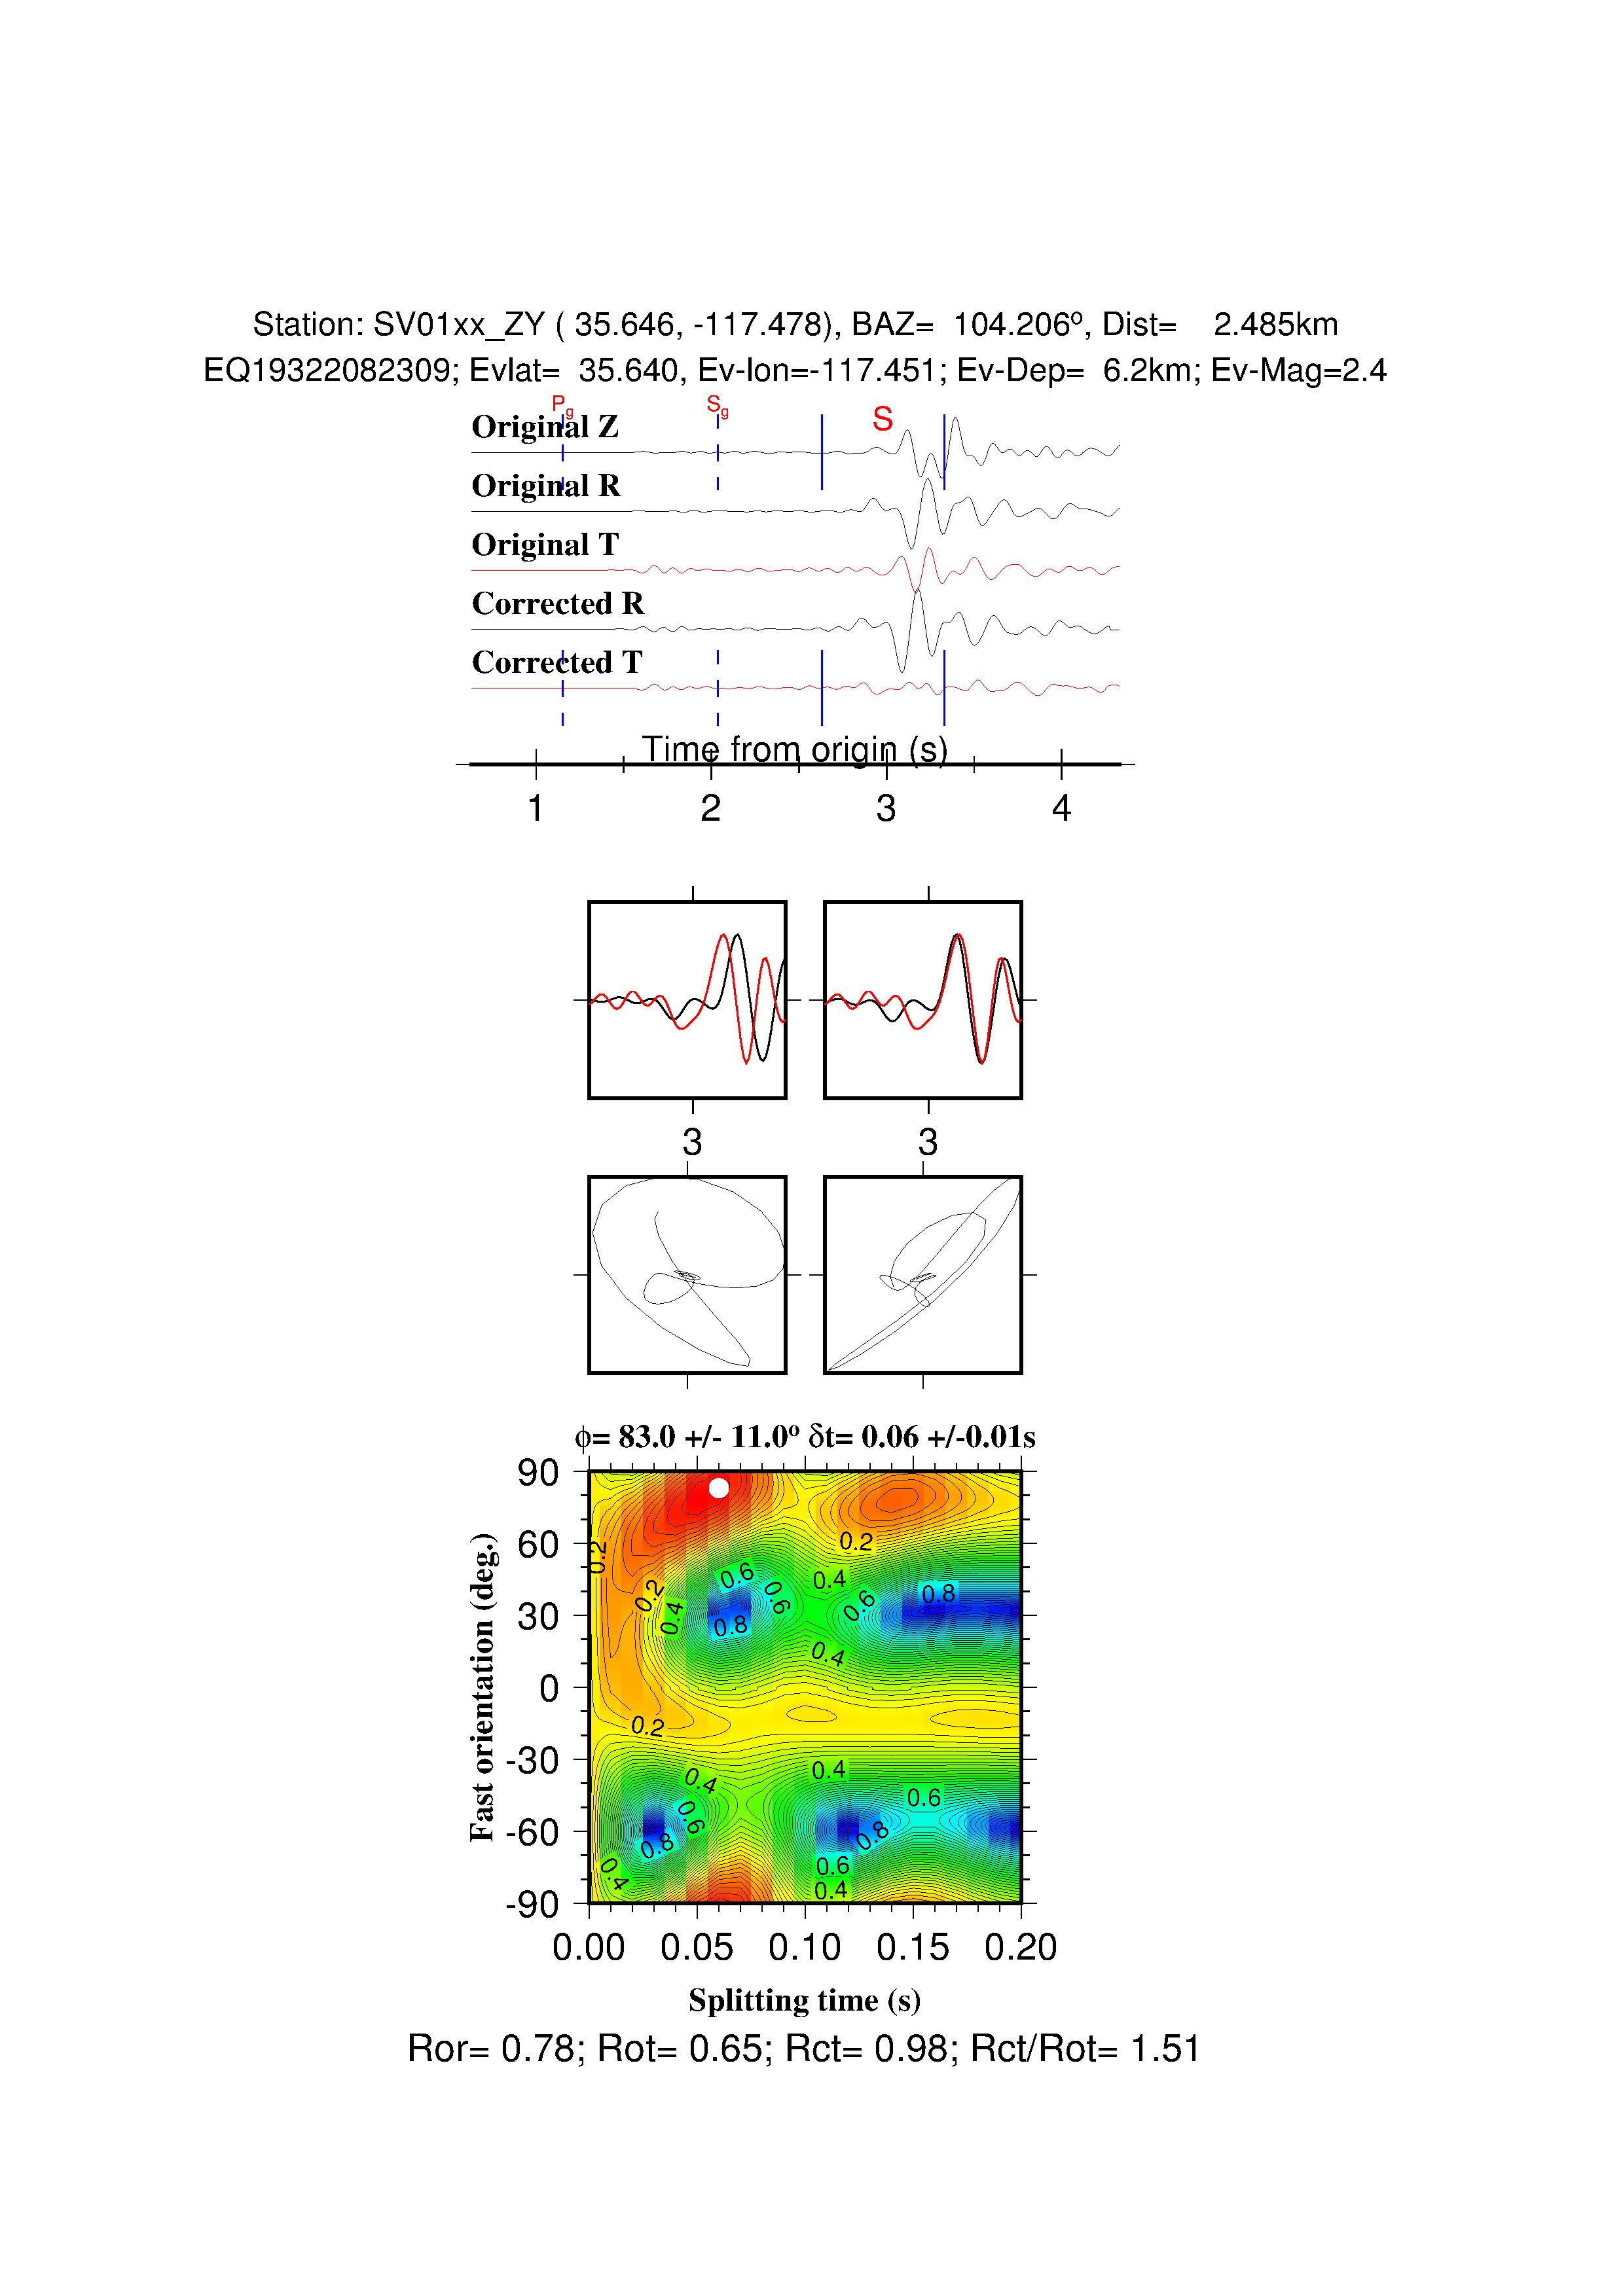 Station: SV01xx_ZY ( 35.646, -117.478), BAZ= 104.206º, Dist= 2.485km
EQ19322082309; Evlat= 35.640, Ev-lon=-117.451; Ev-Dep= 6.2km; Ev-Mag=2.4
Pg Sg S
Original Z
Original R
Original T
Corrected R
Corrected T
Time from origin (s)
1 2 3 4
3 3
ϕ= 83.0 +/- 11.0º δt= 0.06 +/-0.01s
90
60
30
0
-30
-60
-90
Fast orientation (deg.)
0.2 0.2
0.6 0.4 0.8
0.2 0.6 0.6
0.4 0.8
0.4
0.2
0.4 0.4
0.6 0.6
0.8 0.8
0.4 0.6
0.4
0.00 0.05 0.10 0.15 0.20
Splitting time (s)
Ror= 0.78; Rot= 0.65; Rct= 0.98; Rct/Rot= 1.51